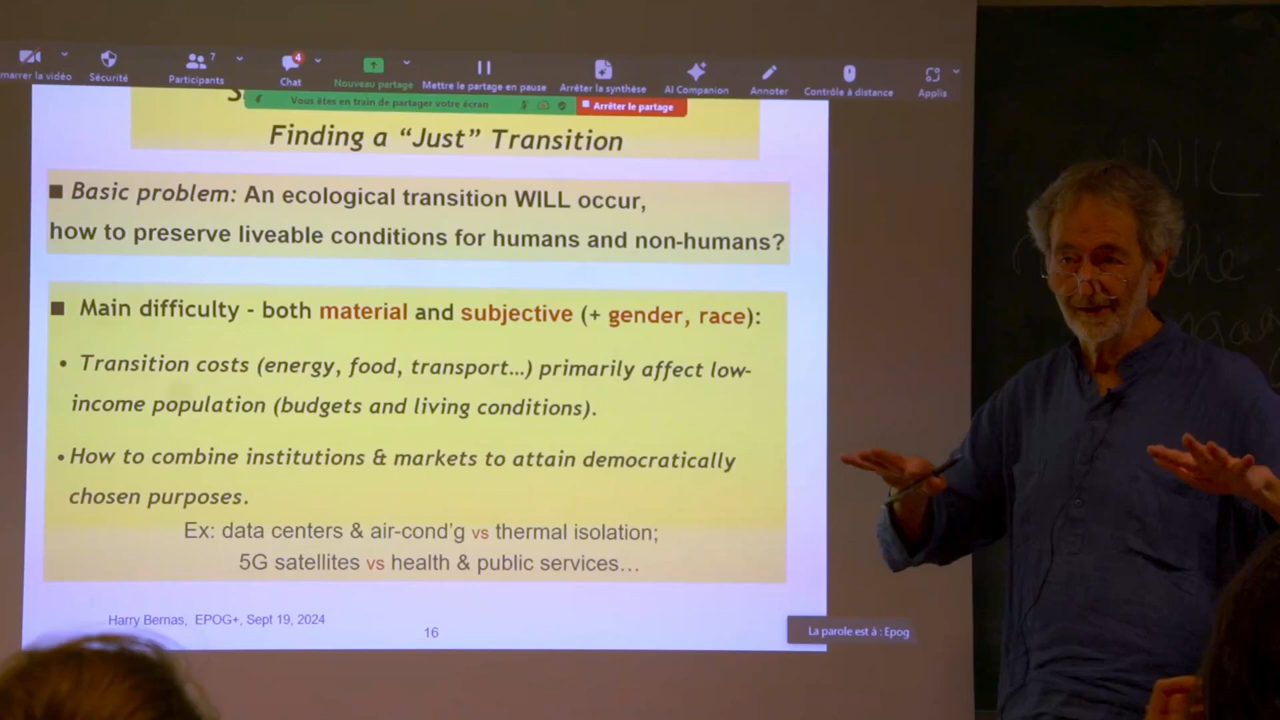 7
4
marrer la vidéo
Sécurité
Participants
Chat
Nouveau partage
Mettre le partage en pause
Arrêter la synthèse
AI Companion
Annoter
Contrôle à distance
Applis
Vous êtes en train de partager votre écran
Arrêter le partage
Finding a “Just” Transition
■ Basic problem: An ecological transition WILL occur,
how to preserve liveable conditions for humans and non-humans?
■ Main difficulty - both material and subjective (+ gender, race):
• Transition costs (energy, food, transport…) primarily affect low-
income population (budgets and living conditions).
• How to combine institutions & markets to attain democratically
chosen purposes.
Ex: data centers & air-cond’g vs thermal isolation;
5G satellites vs health & public services…
Harry Bernas, EPOG+, Sept 19, 2024
16
La parole est à : Epog